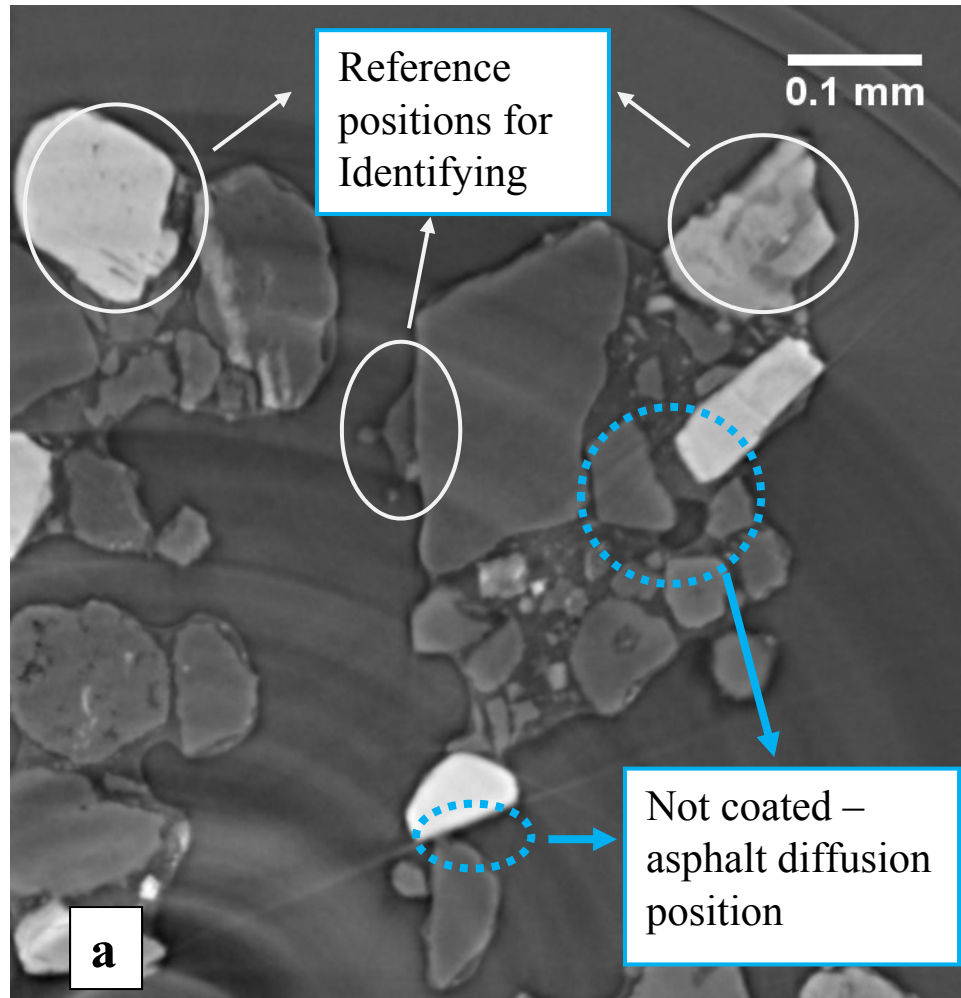 Reference
positions for
Identifying
0.1 mm
Not coated –
asphalt diffusion
position
a